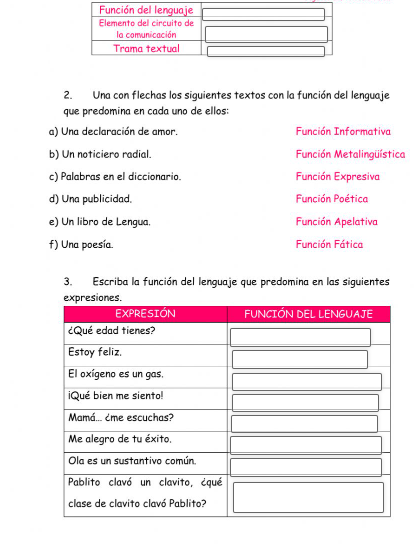 Función del lenguaje
Elemento del circuito de
la comunicación
Trama textual
2. Una con flechas los siguientes textos con la función del lenguaje
que predomina en cada uno de ellos:
a) Una declaración de amor. Función Informativa
b) Un noticiero radial. Función Metalingüística
c) Palabras en el diccionario. Función Expresiva
d) Una publicidad. Función Poética
e) Un libro de Lengua. Función Apelativa
f) Una poesía. Función Fática
3. Escriba la función del lenguaje que predomina en las siguientes
expresiones.
EXPRESIÓN FUNCIÓN DEL LENGUAJE
¿Qué edad tienes?
Estoy feliz.
El oxígeno es un gas.
¡Qué bien me siento!
Mamá... ¿me escuchas?
Me alegro de tu éxito.
Ola es un sustantivo común.
Pablito clavó un clavito, ¿qué
clase de clavito clavó Pablito?